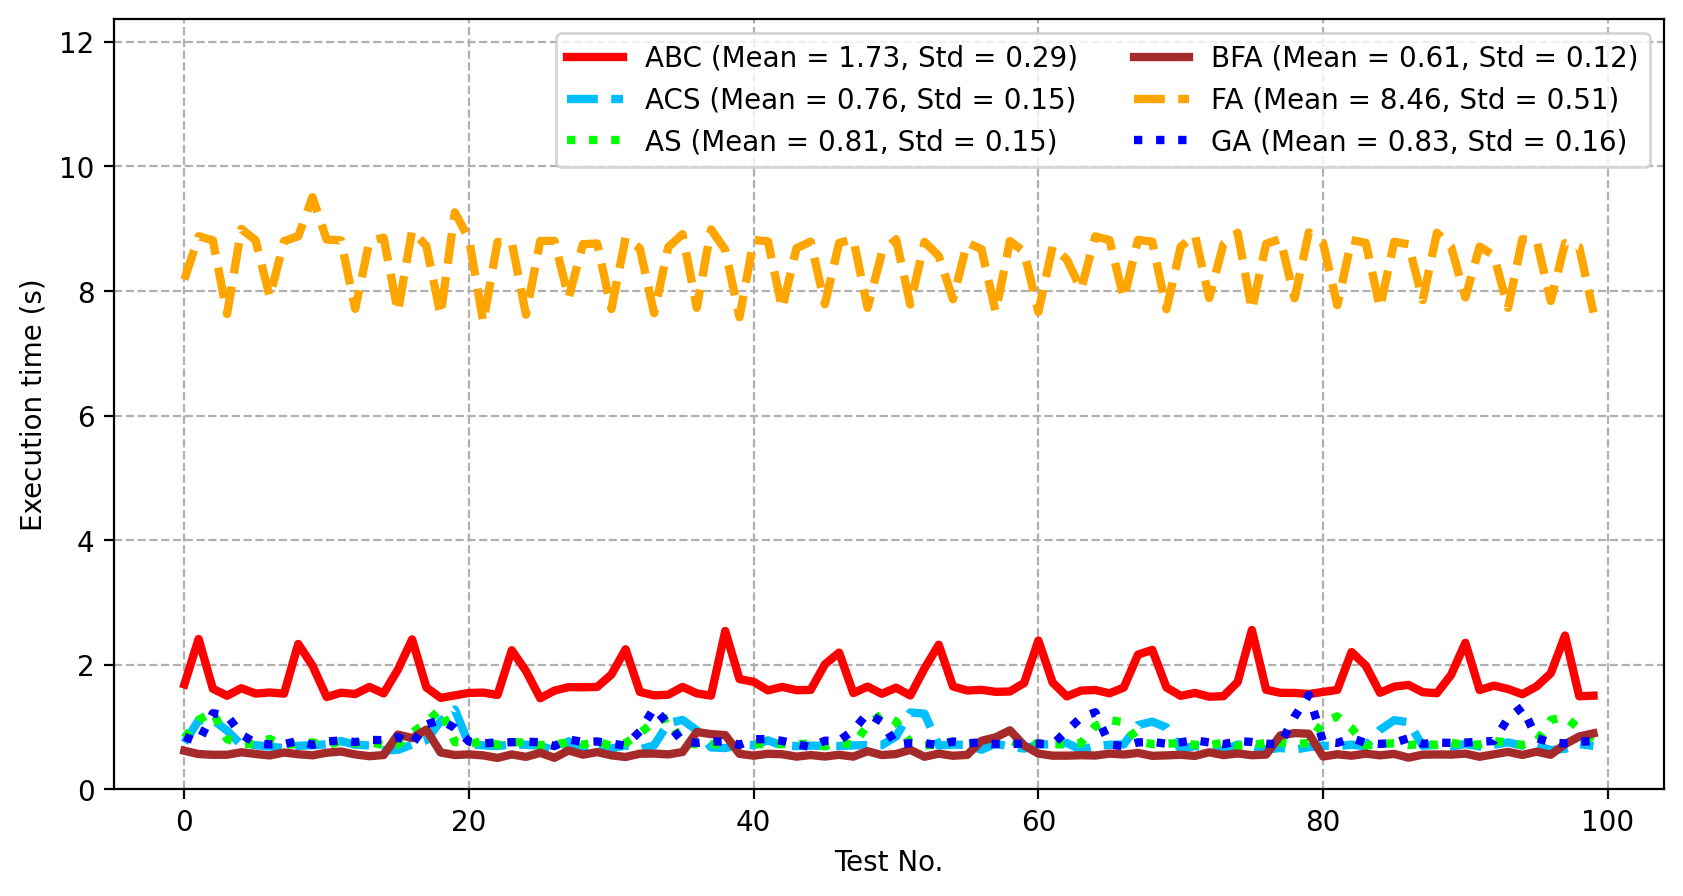 12
10
8
6
4
2
0
Execution time (s)
ABC (Mean = 1.73, Std = 0.29)
ACS (Mean = 0.76, Std = 0.15)
AS (Mean = 0.81, Std = 0.15)
BFA (Mean = 0.61, Std = 0.12)
FA (Mean = 8.46, Std = 0.51)
GA (Mean = 0.83, Std = 0.16)
0 20 40 60 80 100
Test No.